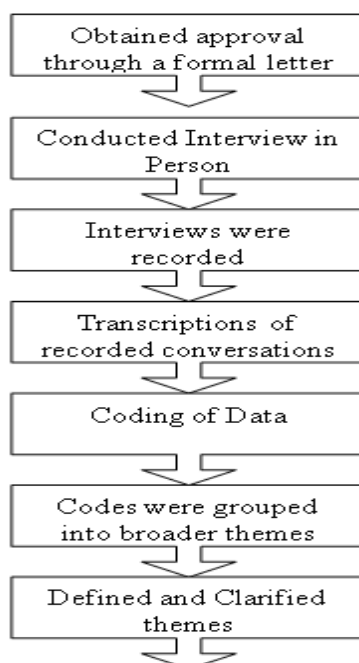 Obtained approval
through a formal letter
Conducted Interview in
Person
Interviews were
recorded
Transcriptions of
recorded conversations
Coding of Data
Codes were grouped
into broader themes
Defined and Clarified
themes